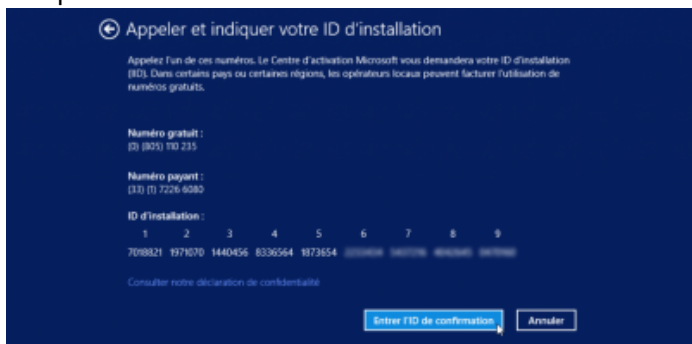 Appeler et indiquer votre ID d'installation
Appelez l'un de ces numéros. Le Centre d'activation Microsoft vous demandera votre ID d'installation
(IID). Dans certains pays ou certaines régions, les opérateurs locaux peuvent facturer l'utilisation de
numéros gratuits.
Numéro gratuit :
(0) (805) 110 235
Numéro payant :
(33) (1) 7226 6080
ID d'installation :
1 2 3 4 5 6 7 8 9
7018821 1971070 1440456 8336564 1873654
Consulter notre déclaration de confidentialité
Entrer l'ID de confirmation
Annuler